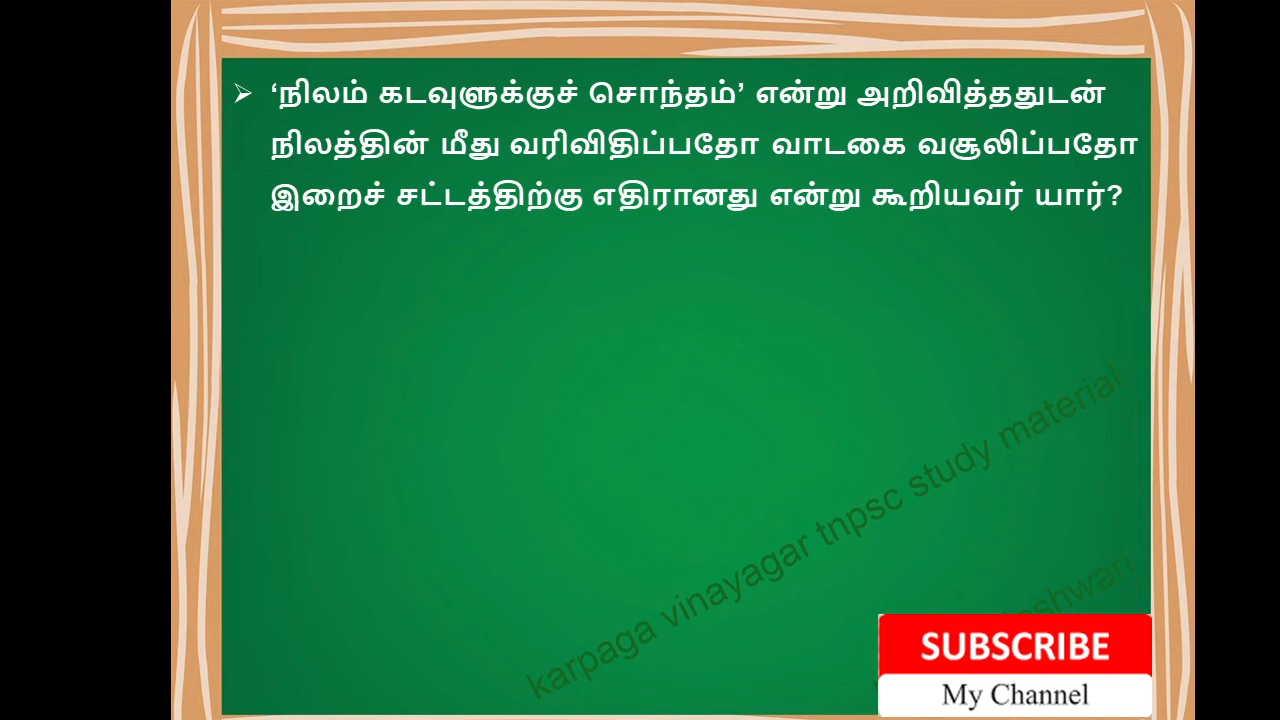 ‘நிலம் கடவுளுக்குச் சொந்தம்’ என்று அறிவித்ததுடன்
நிலத்தின் மீது வரிவிதிப்பதோ வாடகை வசூலிப்பதோ
இறைச் சட்டத்திற்கு எதிரானது என்று கூறியவர் யார்?
karpaga vinayagar tnpsc study material
SUBSCRIBE
My Channel